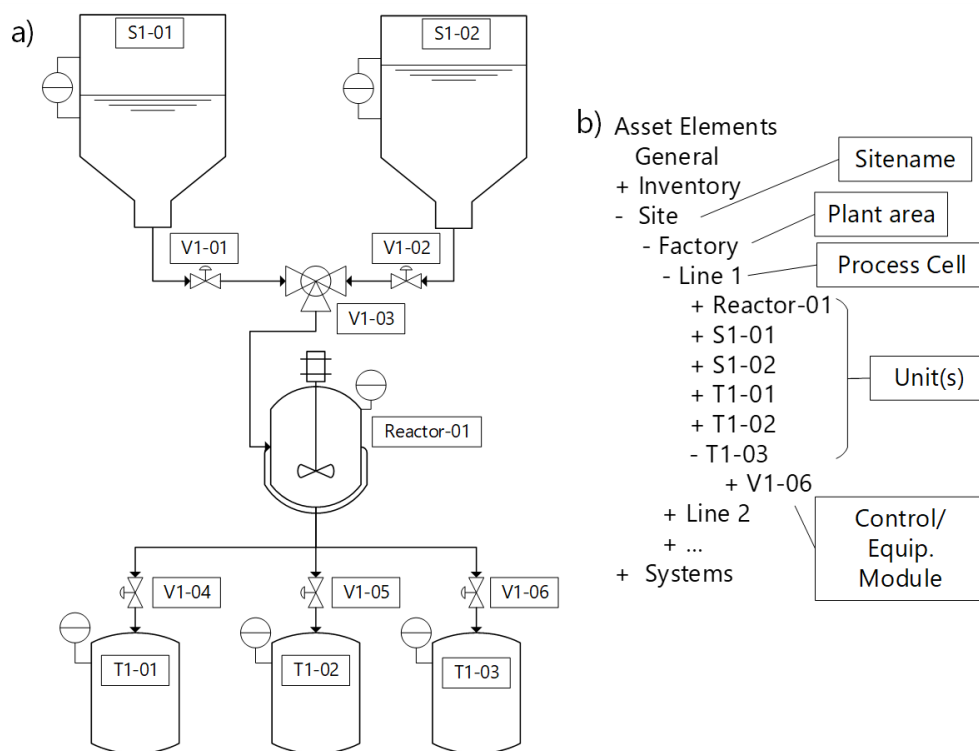 a)
S1-01
S1-02
V1-01
V1-02
V1-03
Reactor-01
V1-04
V1-05
V1-06
T1-01
T1-02
T1-03
b)
Asset Elements
General
+ Inventory
- Site
- Factory
- Line 1
+ Reactor-01
+ S1-01
+ S1-02
+ T1-01
+ T1-02
- T1-03
+ V1-06
+ Line 2
+ ...
+ Systems
Sitename
Plant area
Process Cell
Unit(s)
Control/
Equip.
Module